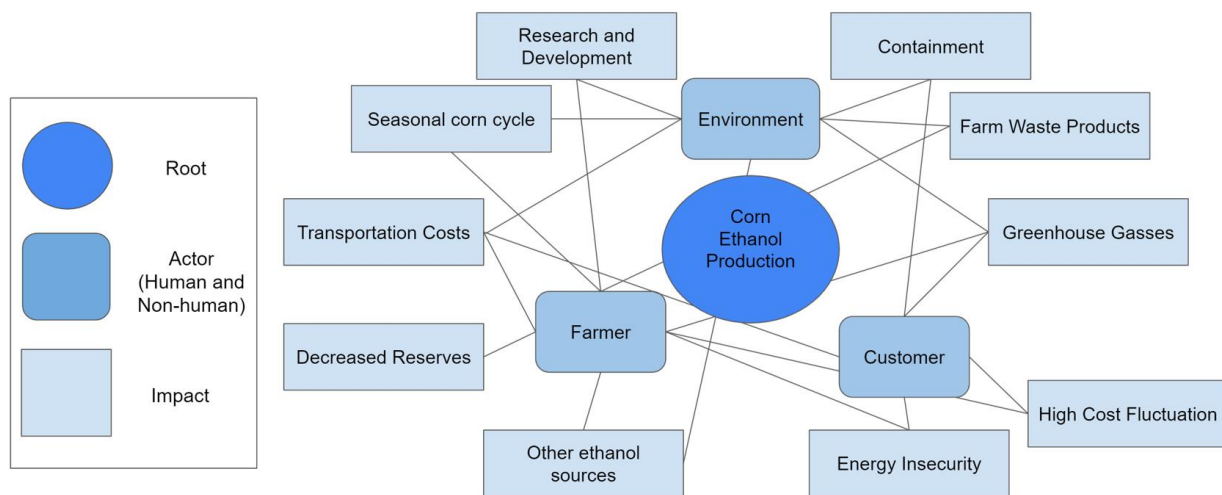 Root
Actor
(Human and
Non-human)
Impact
Research and
Development
Containment
Seasonal corn cycle
Environment
Farm Waste Products
Transportation Costs
Corn
Ethanol
Production
Greenhouse Gasses
Decreased Reserves
Farmer
Customer
High Cost Fluctuation
Other ethanol
sources
Energy Insecurity